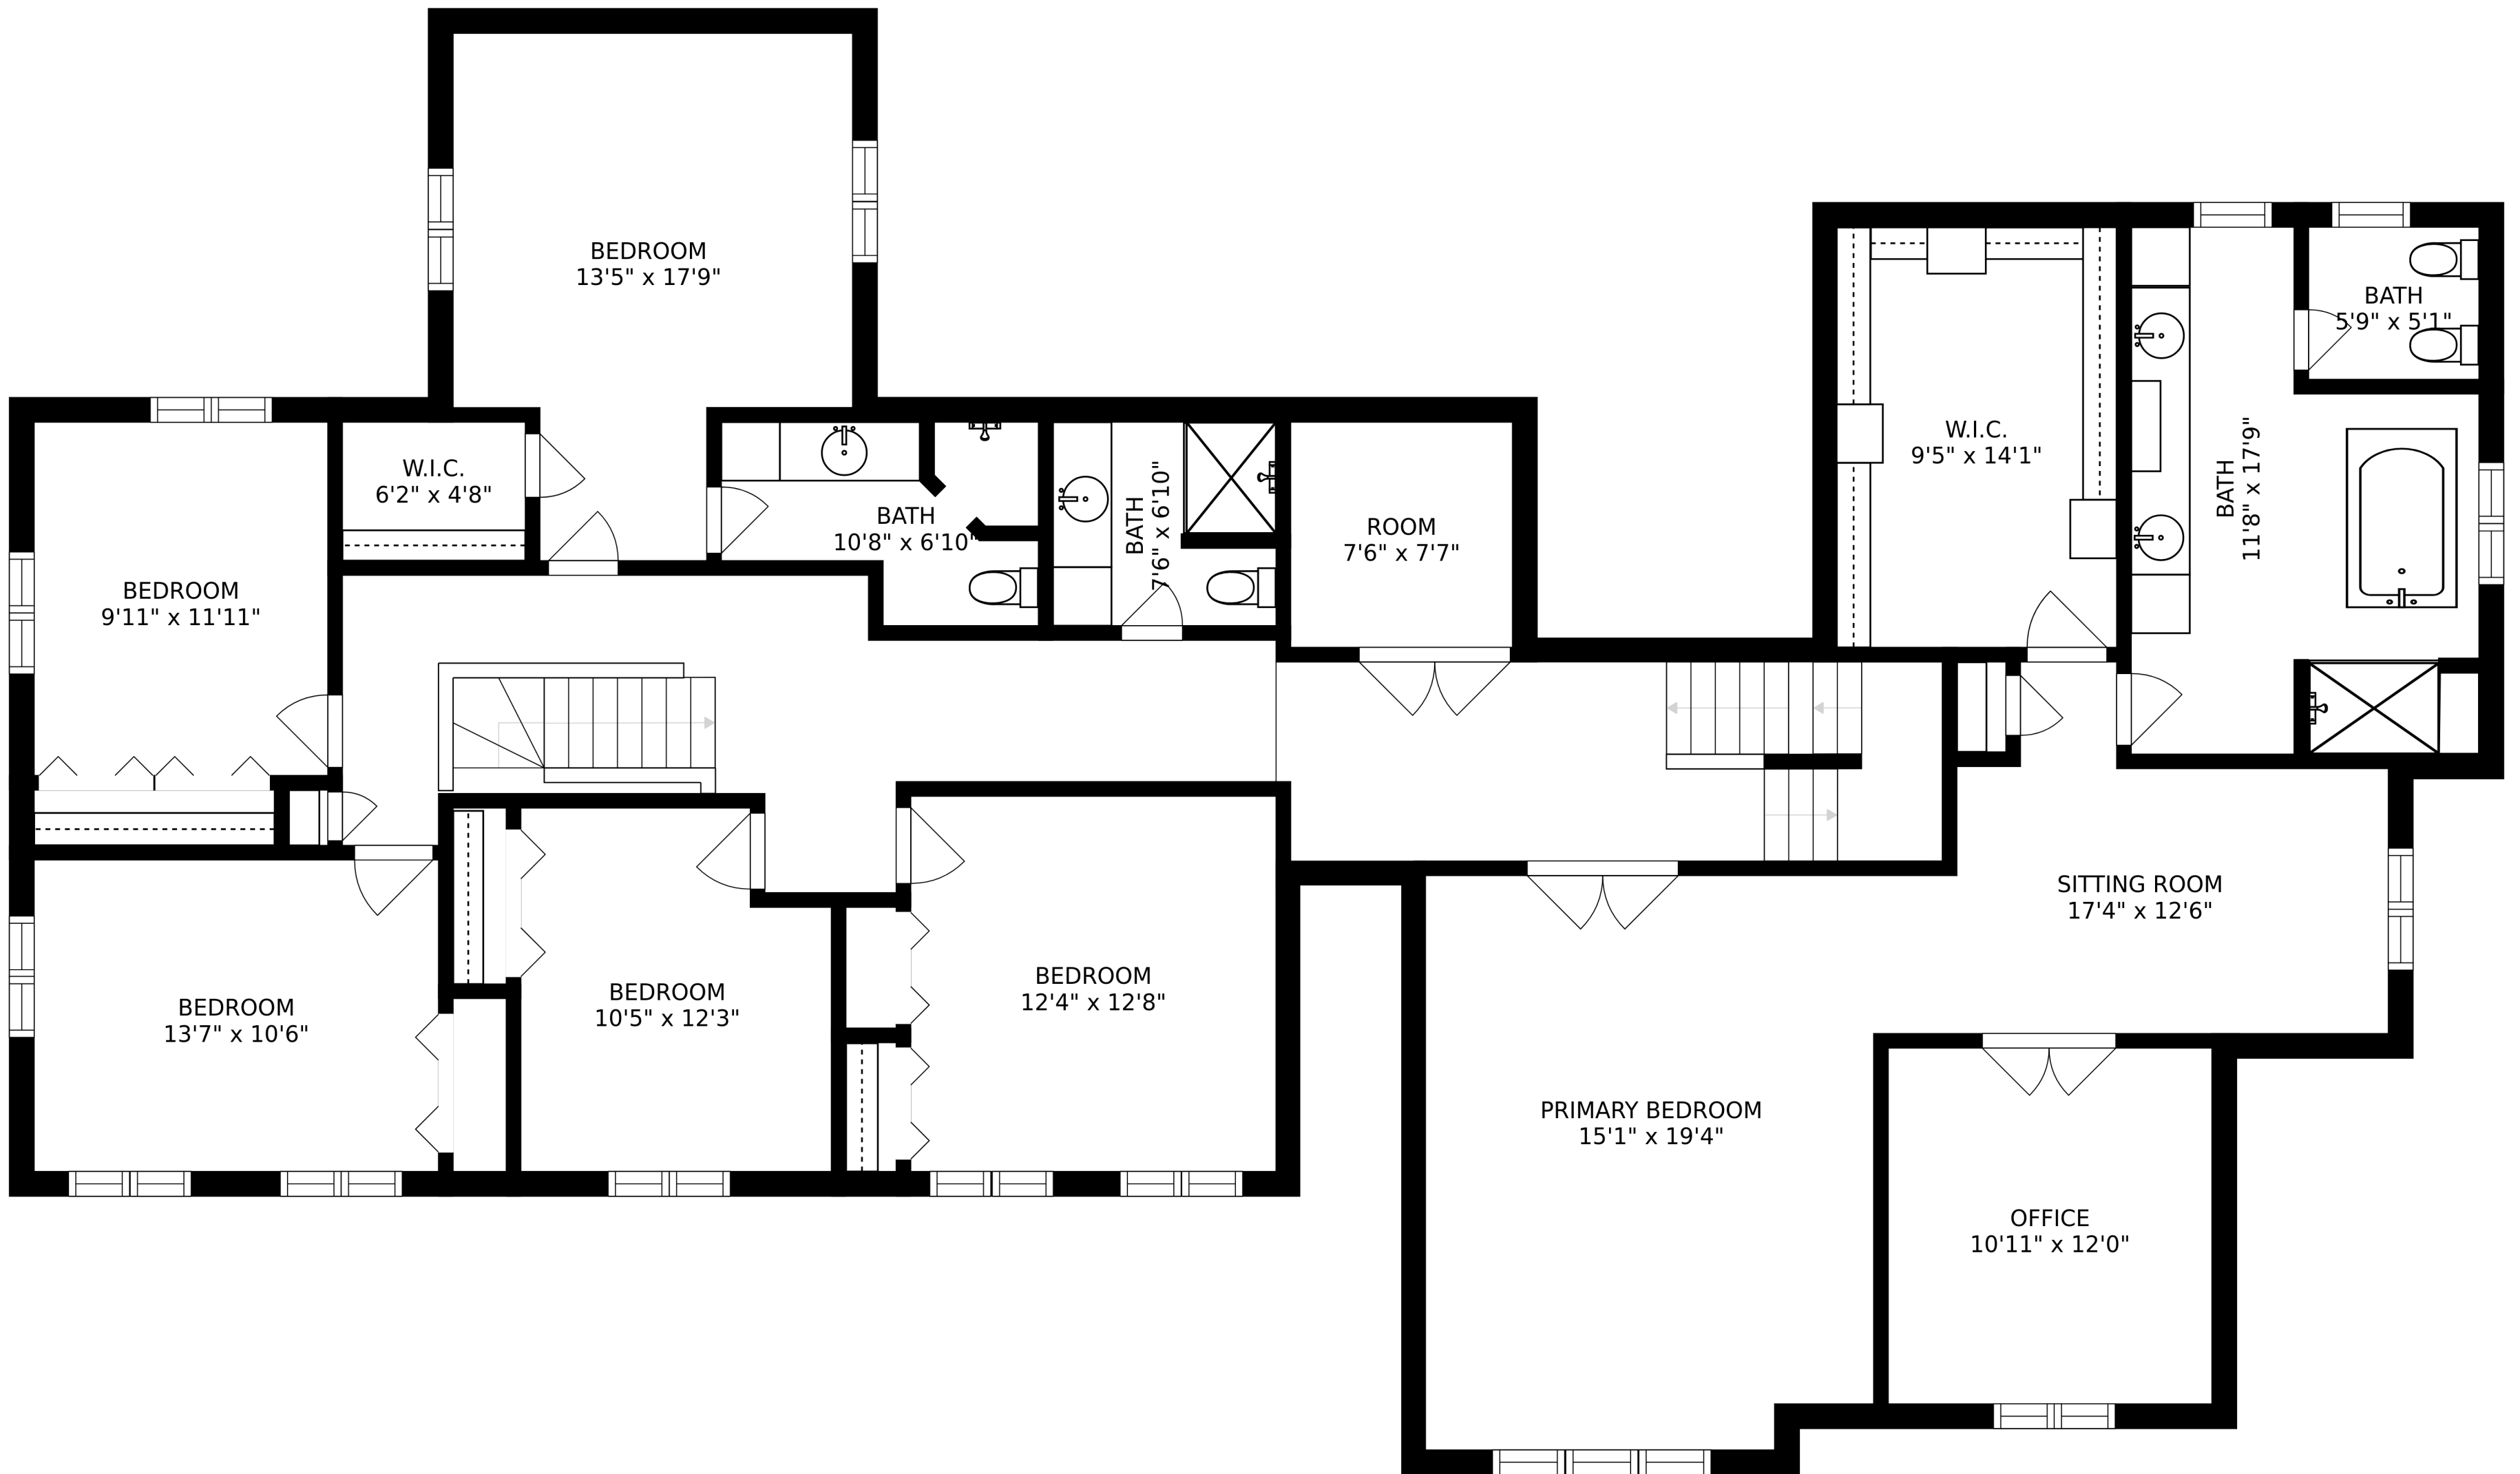 BEDROOM
13'5" x 17'9"
BATH
5'9" x 5'1"
W.I.C.
9'5" x 14'1"
BATH
11'8" x 17'9"
W.I.C.
6'2" x 4'8"
BATH
10'8" x 6'10"
BATH
7'6" x 6'10"
ROOM
7'6" x 7'7"
BEDROOM
9'11" x 11'11"
SITTING ROOM
17'4" x 12'6"
BEDROOM
13'7" x 10'6"
BEDROOM
10'5" x 12'3"
BEDROOM
12'4" x 12'8"
PRIMARY BEDROOM
15'1" x 19'4"
OFFICE
10'11" x 12'0"